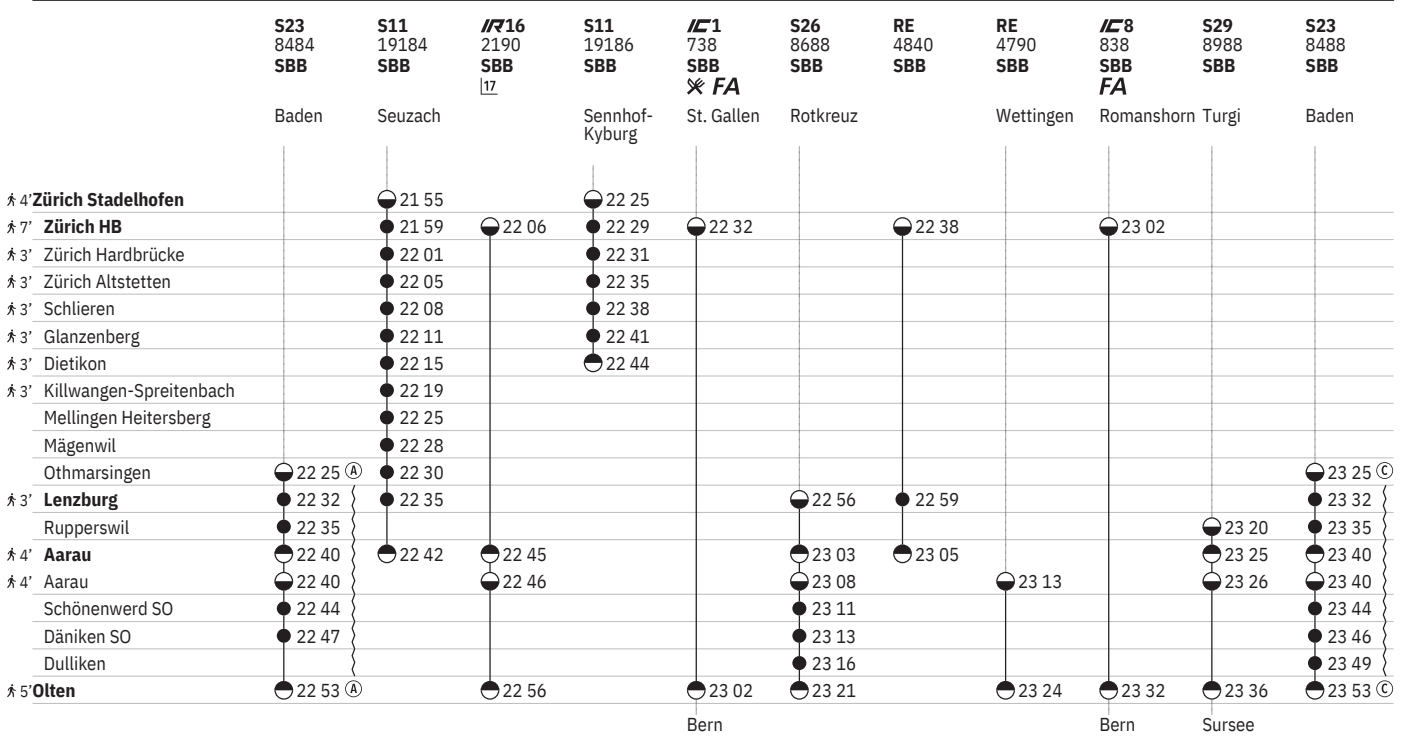 S23 S11 IR16 S11 IC1 S26 RE RE IC8 S29 S23
8484 19184 2190 19186 738 8688 4840 4790 838 8988 8488
SBB SBB SBB SBB SBB SBB SBB SBB SBB SBB SBB
17 FA FA
Baden Seuzach Sennhof- St. Gallen Rotkreuz Wettingen Romanshorn Turgi Baden
Kyburg
4' Zürich Stadelhofen 21 55 22 25
7' Zürich HB 21 59 22 06 22 29 22 32 22 38 23 02
3' Zürich Hardbrücke 22 01 22 31
3' Zürich Altstetten 22 05 22 35
3' Schlieren 22 08 22 38
3' Glanzenberg 22 11 22 41
3' Dietikon 22 15 22 44
3' Killwangen-Spreitenbach 22 19
Mellingen Heitersberg 22 25
Mägenwil 22 28
Othmarsingen 22 25 Ⓐ 22 30 23 25 Ⓒ
3' Lenzburg 22 32 22 35 22 56 22 59 23 32
Rupperswil 22 35 23 20 23 35
4' Aarau 22 40 22 42 22 45 23 03 23 05 23 25 23 40
4' Aarau 22 40 22 46 23 08 23 13 23 26 23 40
Schönenwerd SO 22 44 23 11 23 44
Däniken SO 22 47 23 13 23 46
Dulliken 23 16 23 49
5' Olten 22 53 Ⓐ 22 56 23 02 23 21 23 24 23 32 23 36 23 53 Ⓒ
Bern Bern Sursee